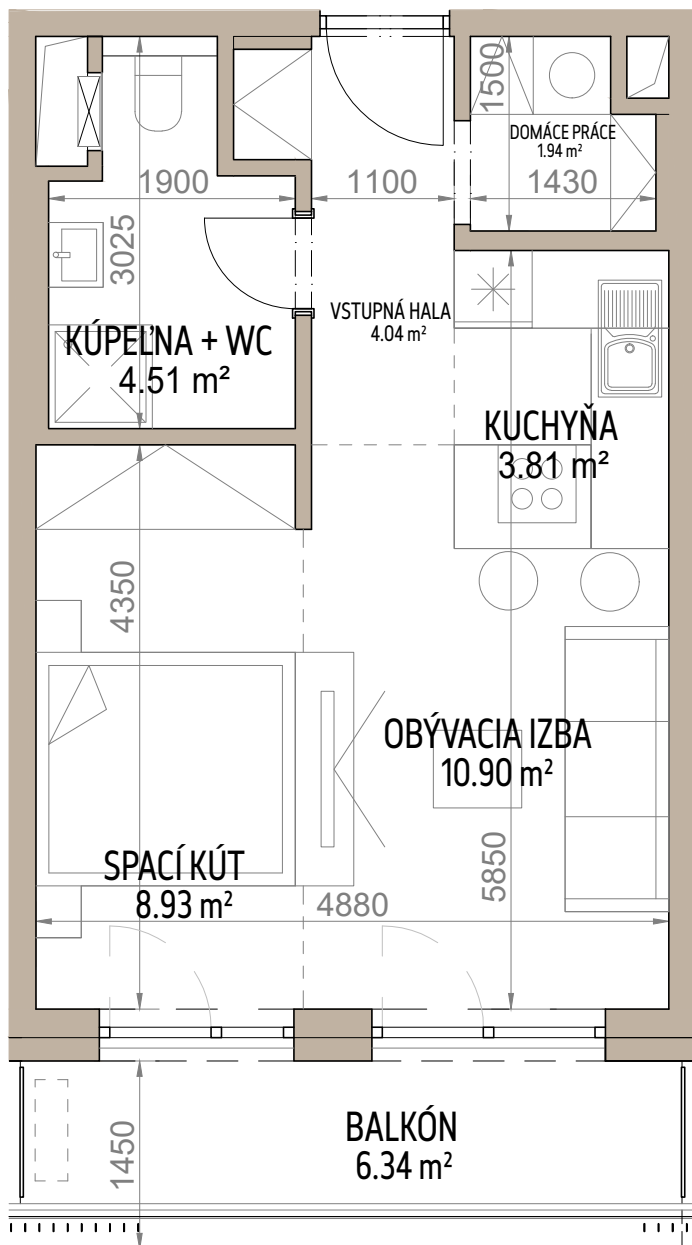 1500
DOMÁCE PRÁCE
1.94 m²
1900
1100
1430
3025
VSTUPNÁ HALA
4.04 m²
KÚPEĽNA + WC
4.51 m²
KUCHYŇA
3.81 m²
4350
OBÝVACIA IZBA
10.90 m²
SPACÍ KÚT
8.93 m²
5850
4880
BALKÓN
6.34 m²
1450